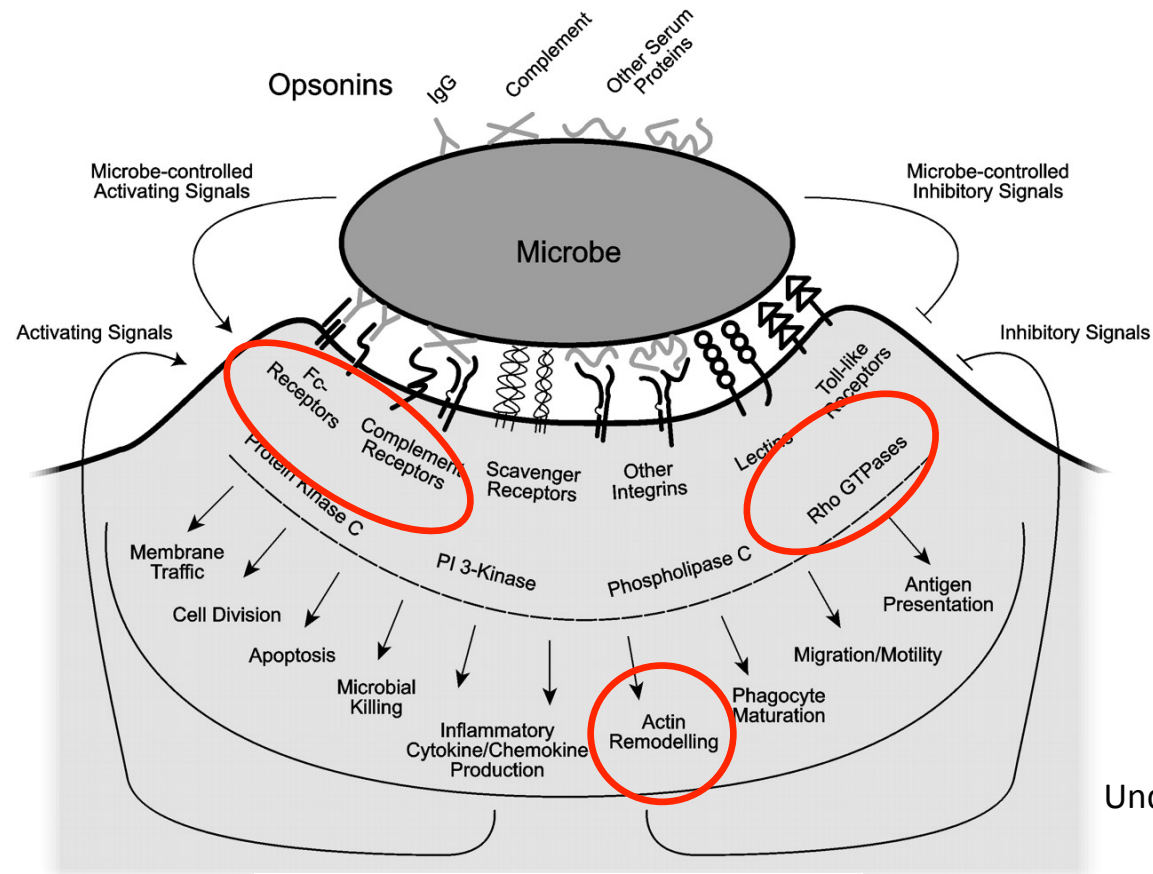 Opsonins
IgG
Complement
Other Serum
Proteins
Microbe-controlled
Activating Signals
Microbe-controlled
Inhibitory Signals
Microbe
Activating Signals
Inhibitory Signals
Fc-
Receptors
Complement
Receptors
Scavenger
Receptors
Other
Integrins
Lectins
Toll-like
Receptors
Protein Kinase C
PI 3-Kinase
Phospholipase C
Rho GTPases
Membrane
Traffic
Cell Division
Apoptosis
Microbial
Killing
Inflammatory
Cytokine/Chemokine
Production
Actin
Remodelling
Phagocyte
Maturation
Migration/Motility
Antigen
Presentation